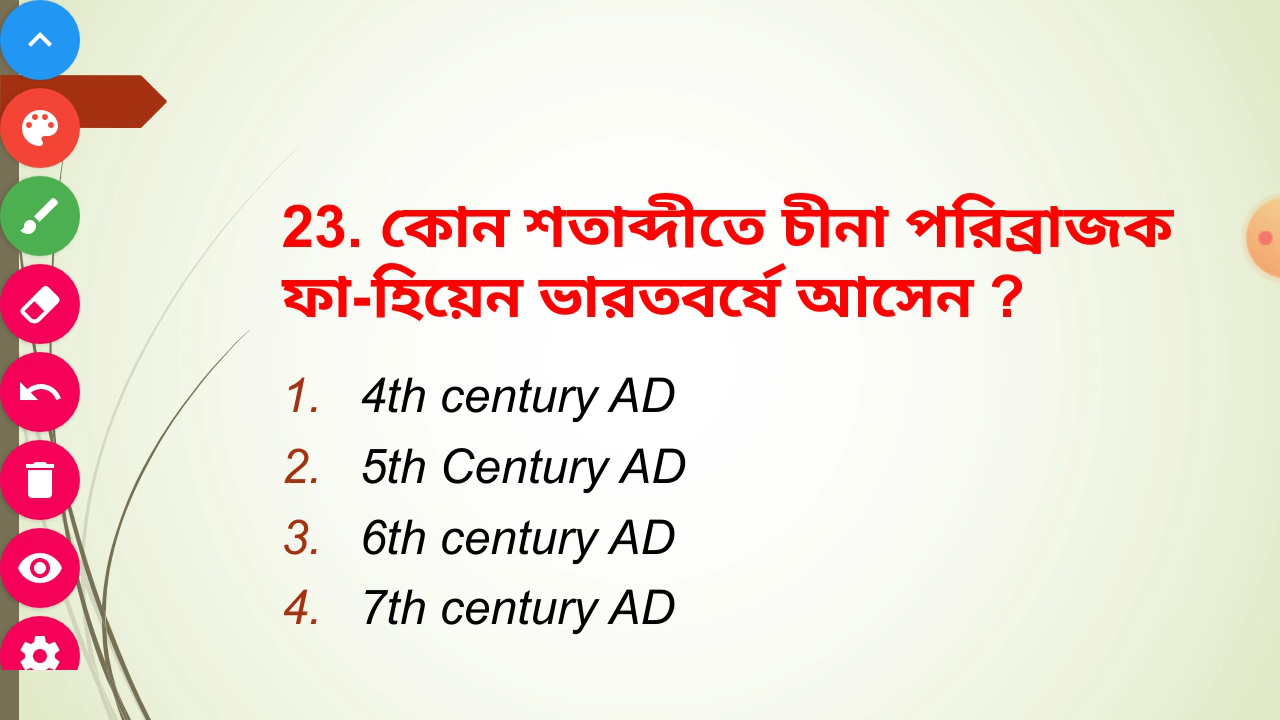 23. কোন শতাব্দীতে চীনা পরিব্রাজক
ফা-হিয়েন ভারতবর্ষে আসেন ?
1. 4th century AD
2. 5th Century AD
3. 6th century AD
4. 7th century AD